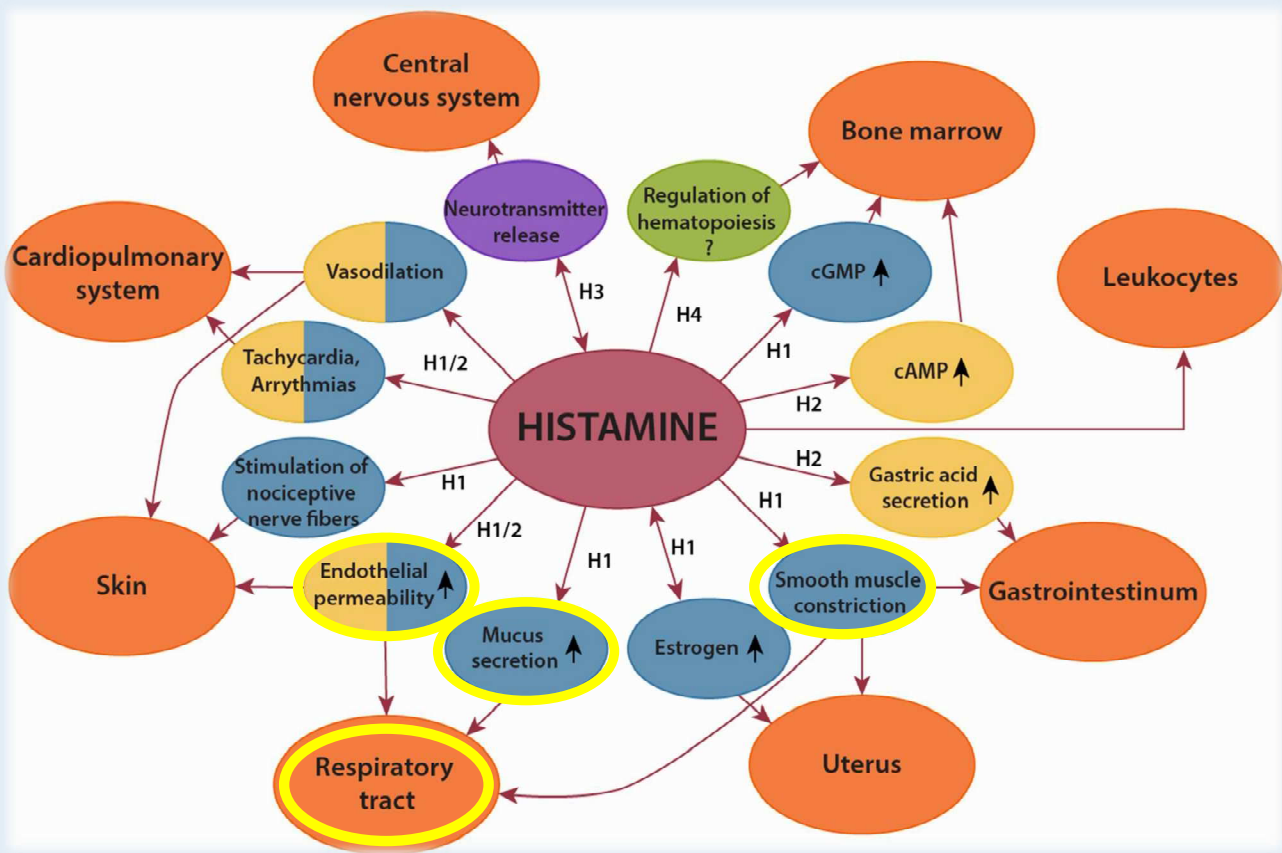 Central
nervous system
Bone marrow
Neurotransmitter
release
Regulation of
hematopoiesis
?
Cardiopulmonary
system
Vasodilation
cGMP
Leukocytes
H3
H4
H1
Tachycardia,
Arrythmias
H1/2
cAMP
H2
HISTAMINE
Stimulation of
nociceptive
nerve fibers
H1
H2
Gastric acid
secretion
H1
H1/2
H1
H1
Skin
Endothelial
permeability
Smooth muscle
constriction
Gastrointestinum
Mucus
secretion
Estrogen
Respiratory
tract
Uterus